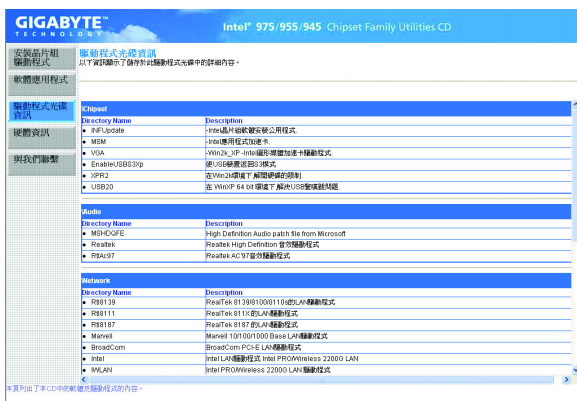 GIGABYTE™
TECHNOLOGY
Intel® 975/955/945 Chipset Family Utilities CD
安裝晶片組
驅動程式
軟體應用程式
驅動程式光碟
資訊
硬體資訊
與我們聯繫
驅動程式光碟資訊
以下資訊顯示了儲存於此驅動程式光碟中的詳細內容。
\Chipset
Directory Name Description
• INFUpdate -Intel晶片組軟體安裝公用程式.
• MSM -Intel應用程式加速卡.
• VGA -Win2k_XP -Intel圖形媒體加速卡驅動程式.
• EnableUSBS3Xp 使USB裝置返回S3模式
• XPR2 在Win2k環境下,解開硬碟的限制.
• USB20 在 WinXP 64 bit 環境下,解決USB驚嘆號問題.
\Audio
Directory Name Description
• MSHDQFE High Definition Audio patch file from Microsoft
• Realtek Realtek High Definition 音效驅動程式
• RtlAc97 Realtek AC'97音效驅動程式
\Network
Directory Name Description
• Rtl8139 RealTek 8139/8100/8110s的LAN驅動程式
• Rtl8111 RealTek 811X 的LAN驅動程式
• Rtl8187 RealTek 8187 的LAN驅動程式
• Marvell Marvell 10/100/1000 Base LAN驅動程式
• BroadCom BroadCom PCI-E LAN驅動程式
• Intel Intel LAN驅動程式 Intel PRO/Wireless 2200G LAN
• IWLAN Intel PRO/Wireless 2200G LAN 驅動程式
本頁列出了本CD中的軟體及驅動程式的內容。